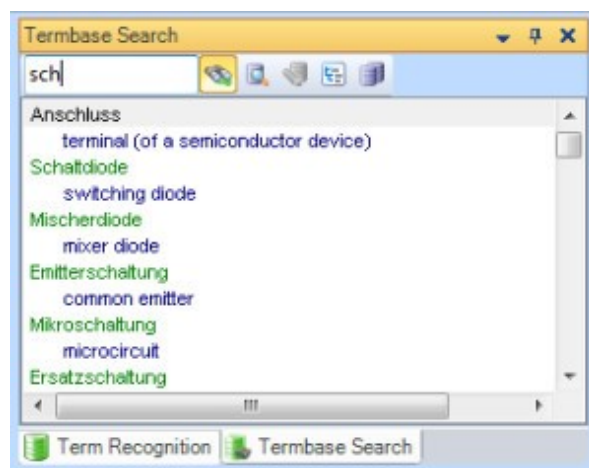 Termbase Search
sch
Anschluss
terminal (of a semiconductor device)
Schaltdiode
switching diode
Mischerdiode
mixer diode
Emitterschaltung
common emitter
Mikroschaltung
microcircuit
Ersatzschaltung
Term Recognition Termbase Search